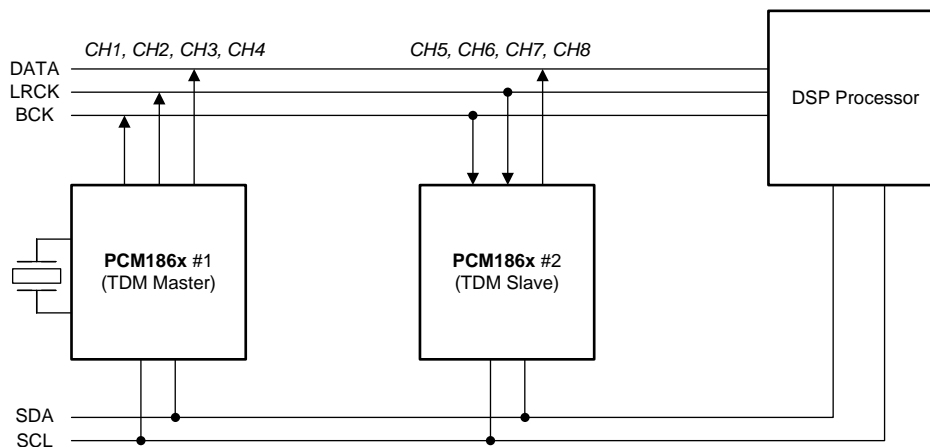 CH1, CH2, CH3, CH4
CH5, CH6, CH7, CH8
DATA
LRCK
BCK
DSP Processor
PCM186x #1
(TDM Master)
PCM186x #2
(TDM Slave)
SDA
SCL